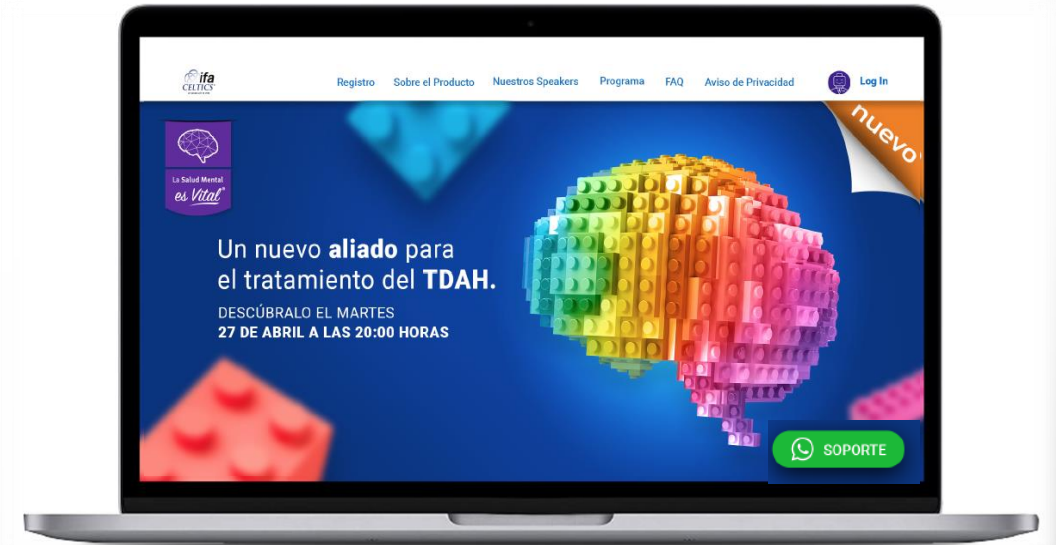 ifa
CELTICS
Registro
Sobre el Producto
Nuestros Speakers
Programa
FAQ
Aviso de Privacidad
Log In
nuevo
La Salud Mental
es Vital
Un nuevo aliado para
el tratamiento del TDAH.
DESCÚBRALO EL MARTES
27 DE ABRIL A LAS 20:00 HORAS
SOPORTE